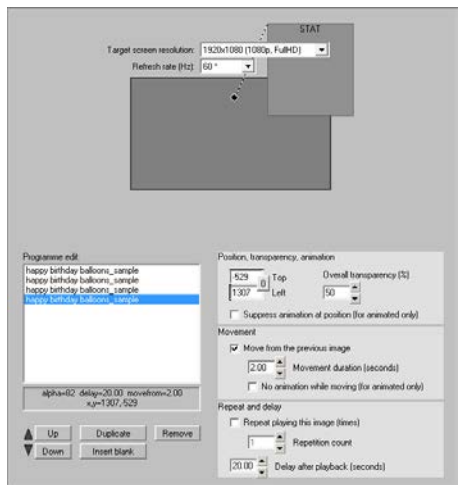 STAT
Target screen resolution: 1920x1080 (1080p, FullHD)
Refresh rate (Hz): 60 *
Programme edit
happy birthday balloons_sample
happy birthday balloons_sample
happy birthday balloons_sample
happy birthday balloons_sample
alpha=82 delay=20.00 movefrom=2.00
x,y=1307,-529
Up Duplicate Remove
Down Insert blank
Position, transparency, animation
-529 Top 0 Overall transparency (%)
1307 Left 50
Suppress animation at position (for animated only)
Movement
Move from the previous image
2.00 Movement duration (seconds)
No animation while moving (for animated only)
Repeat and delay
Repeat playing this image (times)
1 Repetition count
20.00 Delay after playback (seconds)